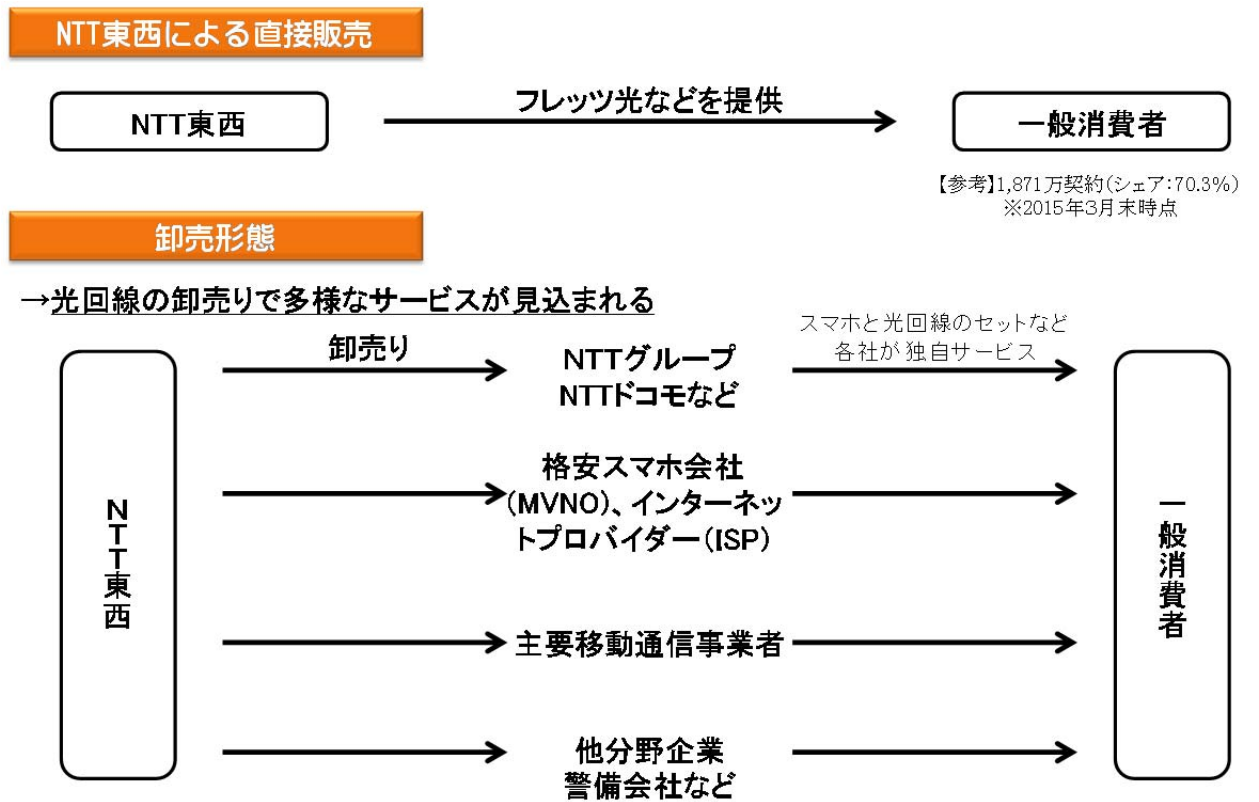 NTT東西による直接販売
NTT東西
フレッツ光などを提供
一般消費者
【参考】1,871万契約(シェア:70.3%)
※2015年3月末時点
卸売形態
→光回線の卸売りで多様なサービスが見込まれる
NTT東西
卸売り
NTTグループ
NTTドコモなど
スマホと光回線のセットなど
各社が独自サービス
格安スマホ会社
(MVNO)、インターネッ
トプロバイダー(ISP)
主要移動通信事業者
他分野企業
警備会社など
一般消費者